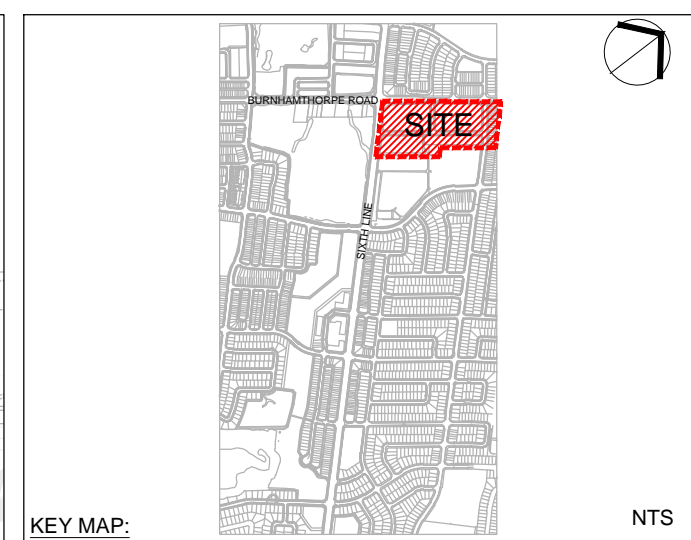 BURNHAMTHORPE ROAD
SITE
SIXTH LINE
KEY MAP:
NTS